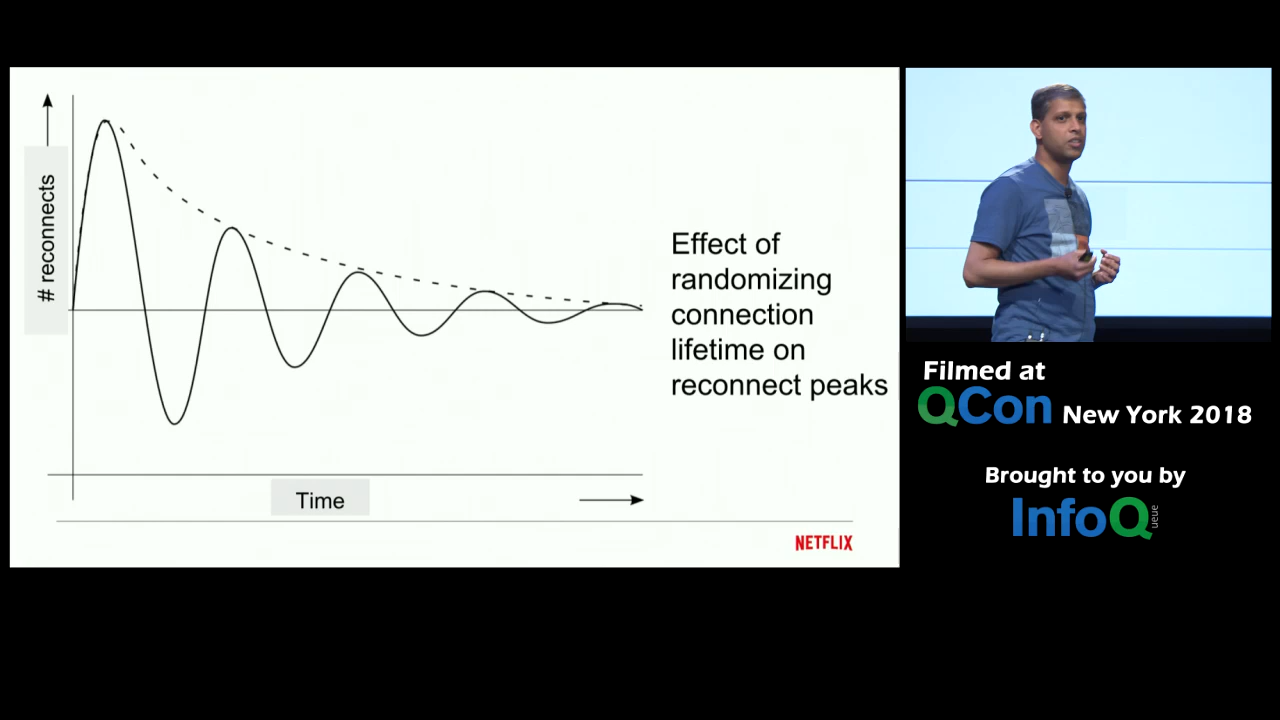 # reconnects
Effect of
randomizing
connection
lifetime on
reconnect peaks
Time
NETFLIX
Filmed at
QCon New York 2018
Brought to you by
InfoQueue